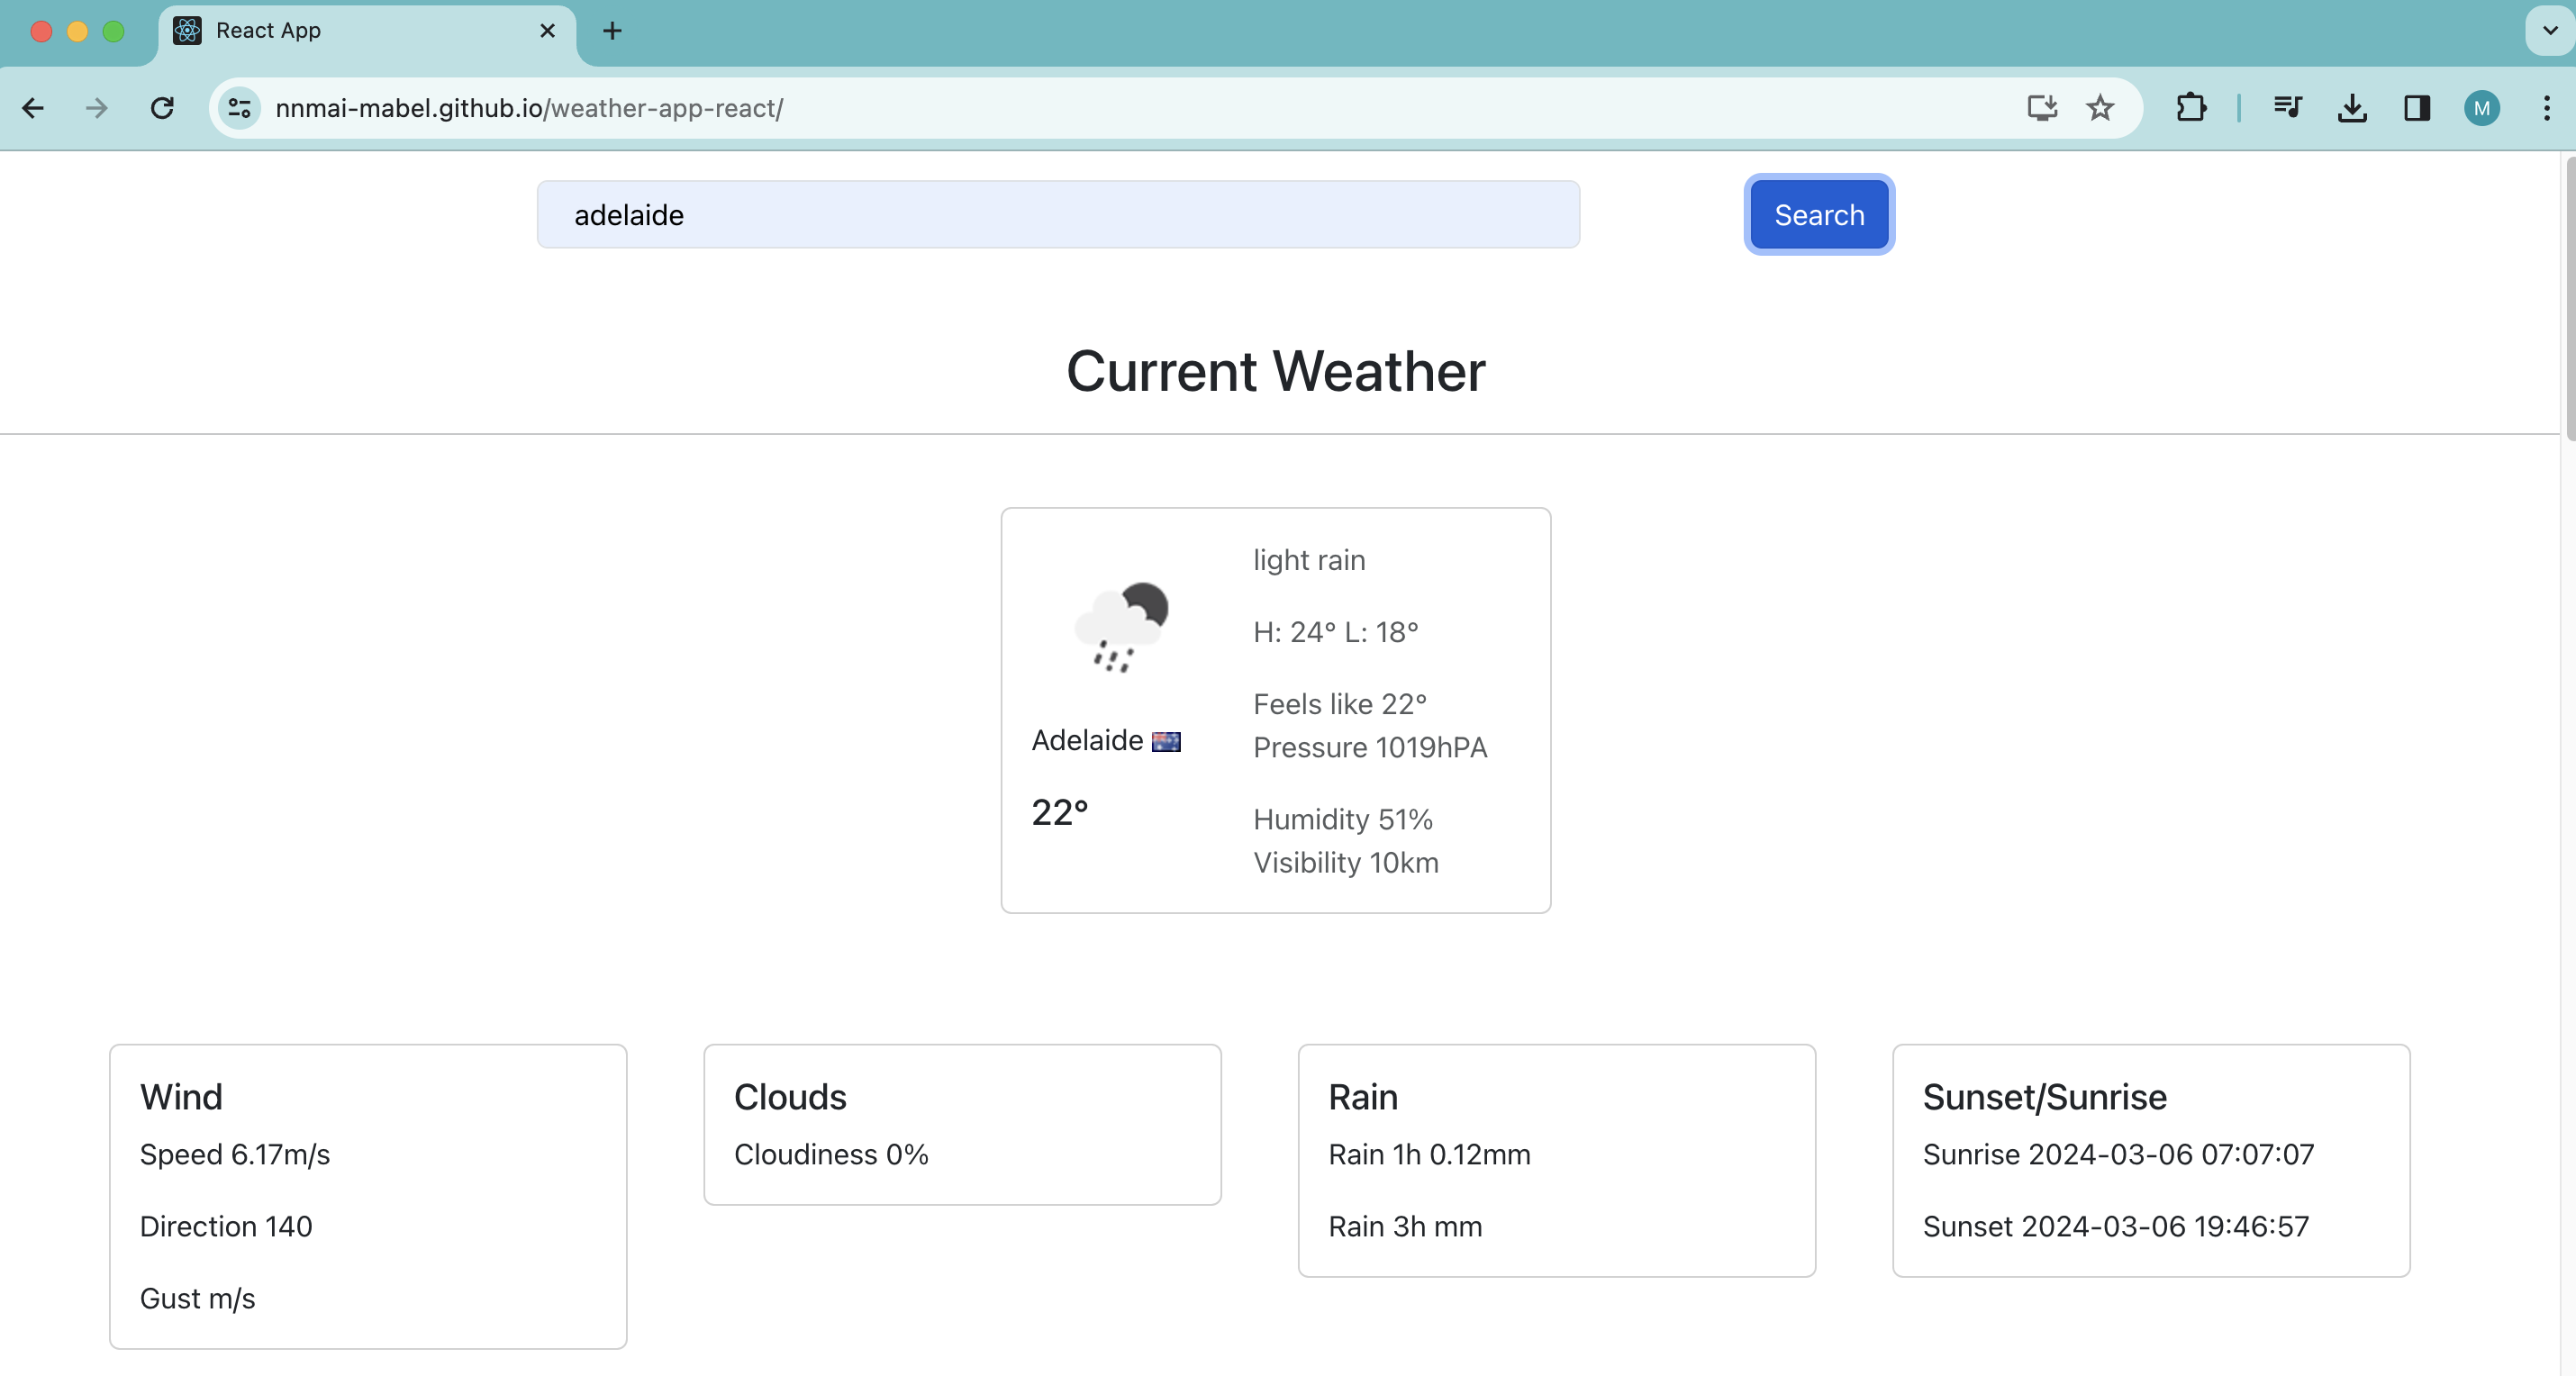 React App
nnmai-mabel.github.io/weather-app-react/
M
adelaide
Search
Current Weather
light rain
H: 24° L: 18°
Feels like 22°
Pressure 1019hPA
Humidity 51%
Visibility 10km
Adelaide
22°
Wind
Speed 6.17m/s
Direction 140
Gust m/s
Clouds
Cloudiness 0%
Rain
Rain 1h 0.12mm
Rain 3h mm
Sunset/Sunrise
Sunrise 2024-03-06 07:07:07
Sunset 2024-03-06 19:46:57